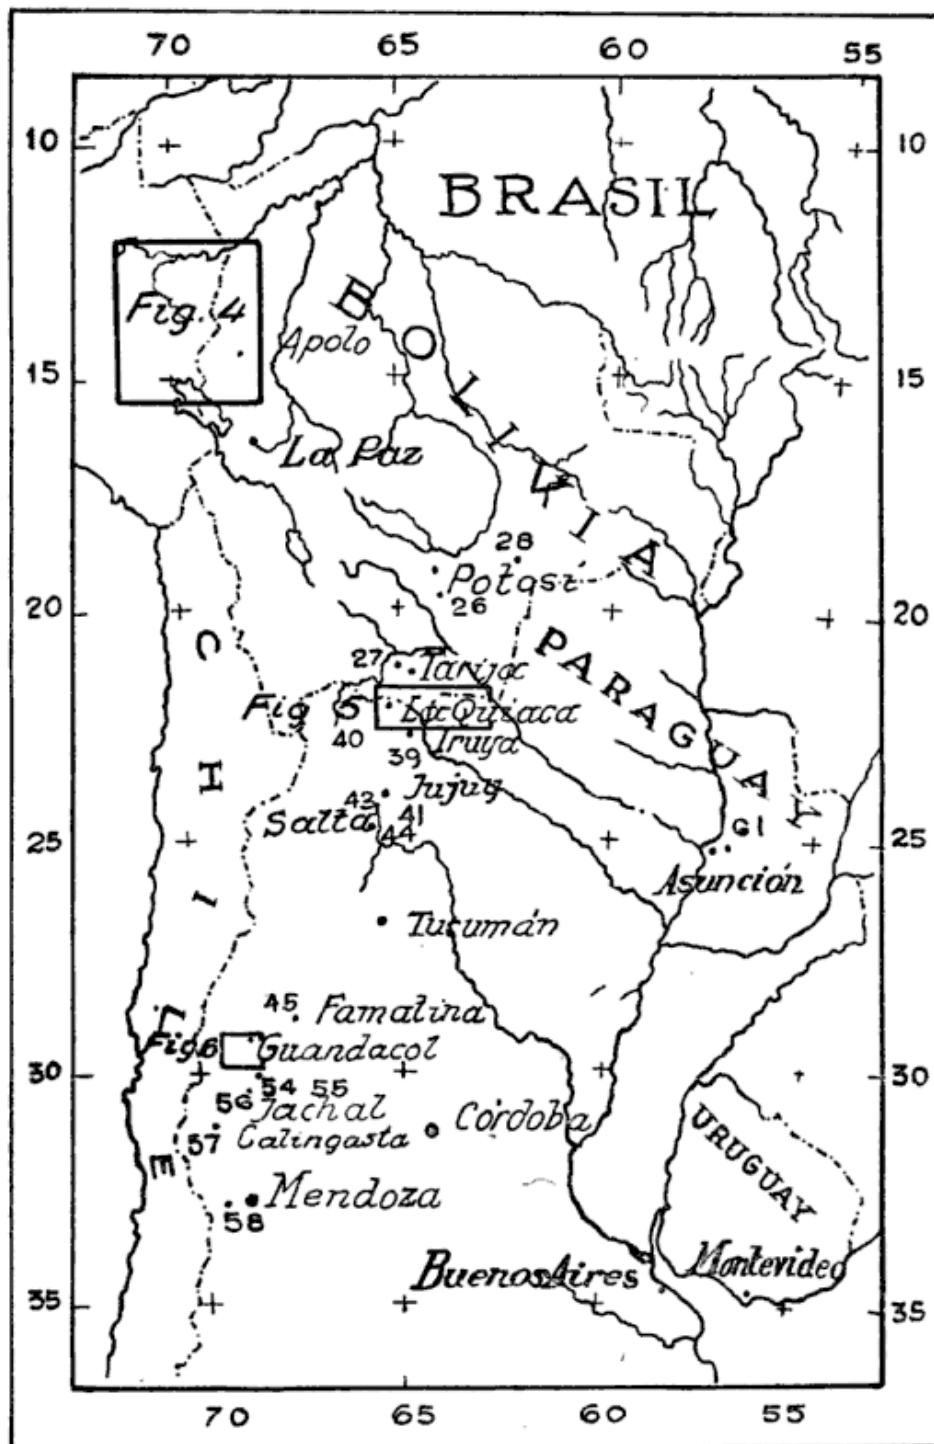 70 65 60 55
10 10
BRASIL
BOLIVIA
Fig. 4
Apolo
15 15
La Paz
28
Potosí
26
20 20
CHILE
PARAGUAY
27 Tarija
Fig 5 La Quiaca
40 39 Iruya
Jujuy
43 41
Salta 44
61
25 25
Asunción
Tucumán
45 Famatina
Fig 6 Guandacol
30 30
56 54 55
Jachal
57 Calingasta
Córdoba
URUGUAY
Mendoza
58
Buenos Aires
Montevideo
35 35
70 65 60 55